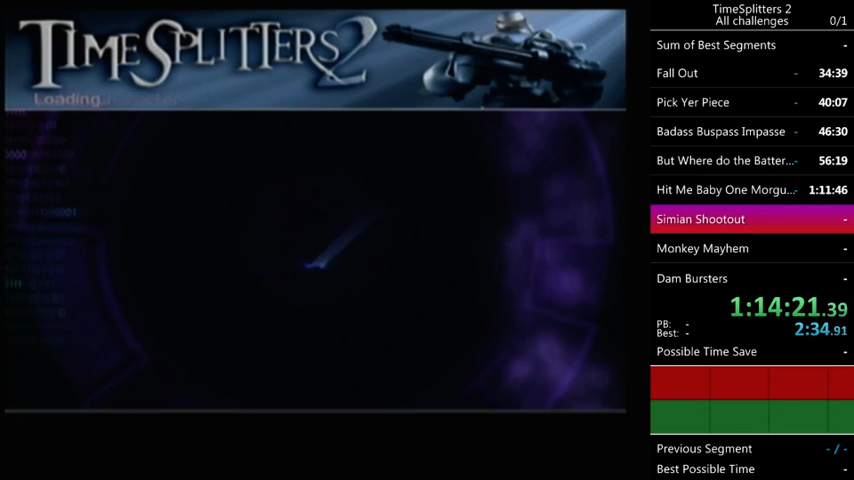 TIMESPLITTERS 2
Loading
TimeSplitters 2
All challenges 0/1
Sum of Best Segments -
Fall Out - 34:39
Pick Yer Piece - 40:07
Badass Buspass Impasse - 46:30
But Where do the Batter... - 56:19
Hit Me Baby One Morgu... - 1:11:46
Simian Shootout -
Monkey Mayhem -
Dam Bursters -
1:14:21.39
PB: -
Best: - 2:34.91
Possible Time Save -
Previous Segment - / -
Best Possible Time -